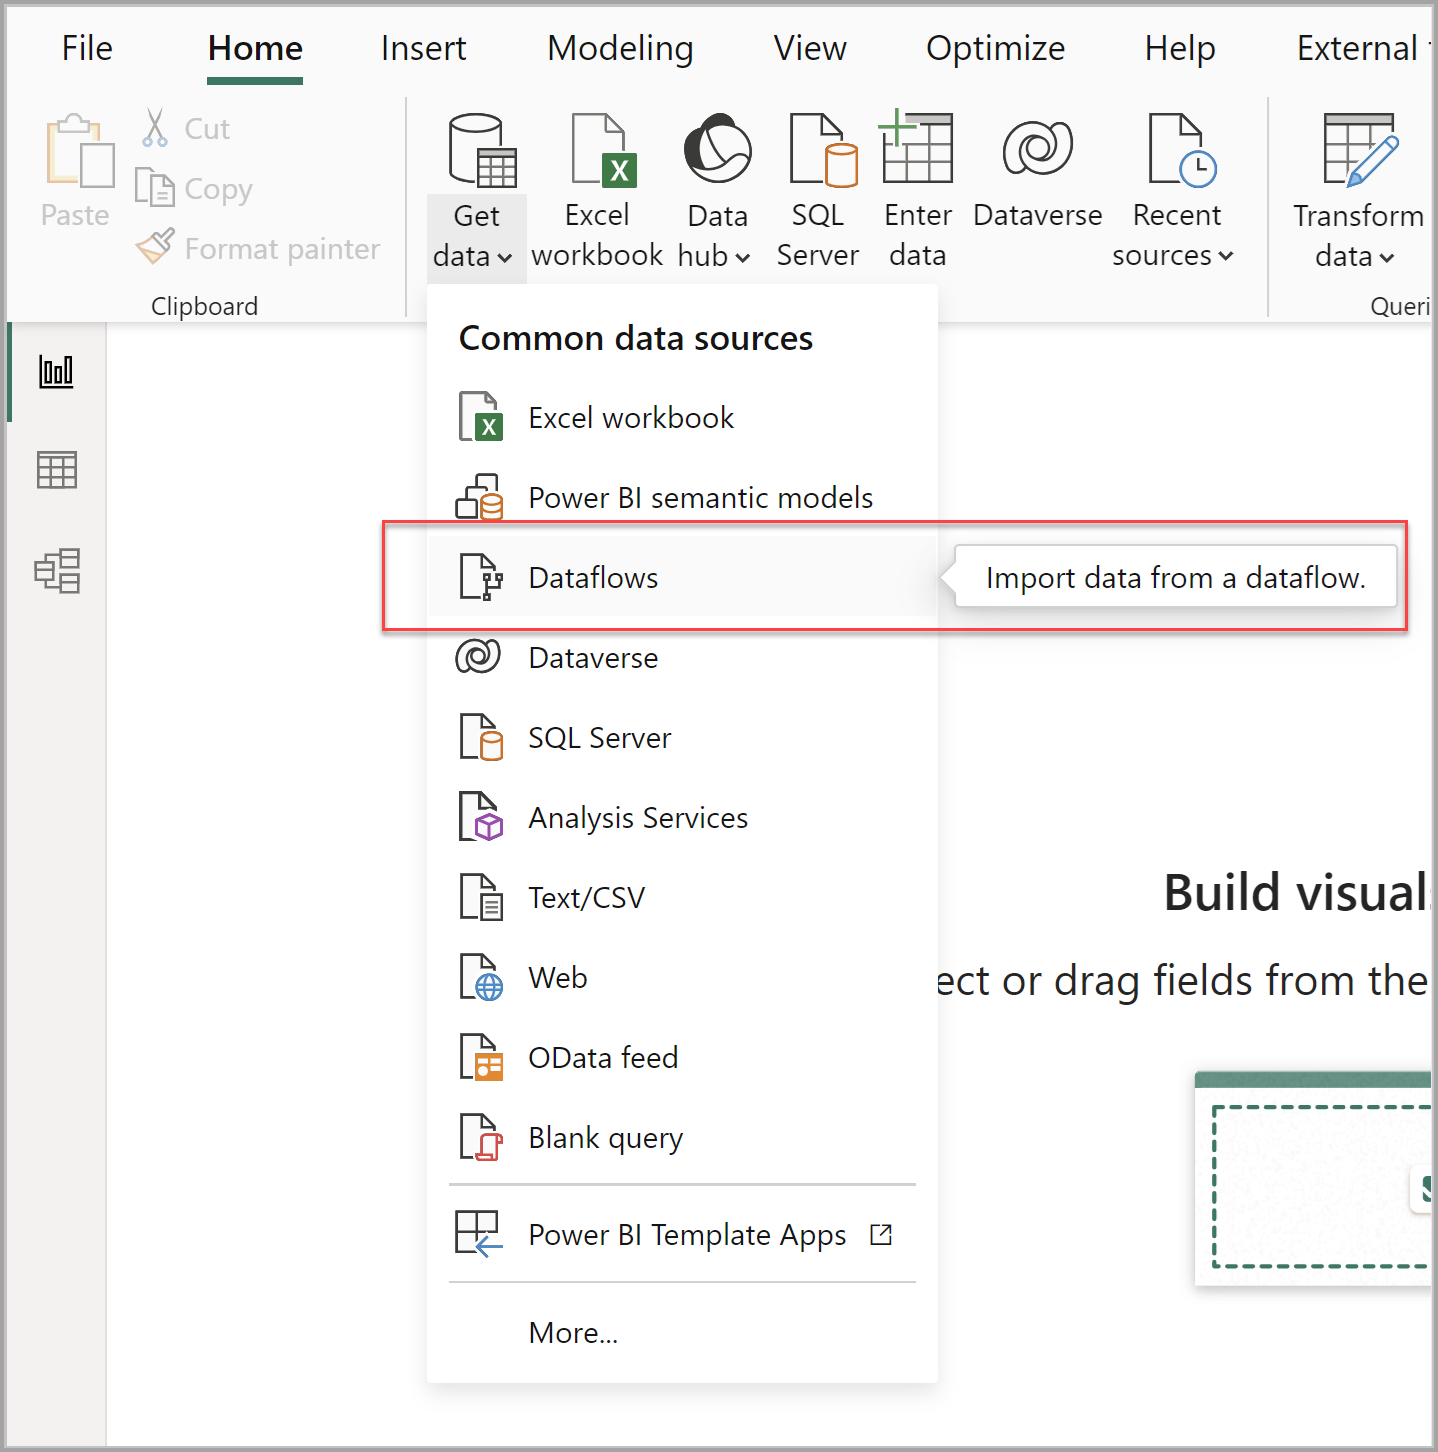 File Home Insert Modeling View Optimize Help External
Paste
Cut
Copy
Format painter
Clipboard
Get data
Excel workbook
Data hub
SQL Server
Enter data
Dataverse
Recent sources
Transform data
Queri
Common data sources
Excel workbook
Power BI semantic models
Dataflows
Import data from a dataflow.
Dataverse
SQL Server
Analysis Services
Text/CSV
Web
OData feed
Blank query
Power BI Template Apps
More...
Build visuals
ect or drag fields from the